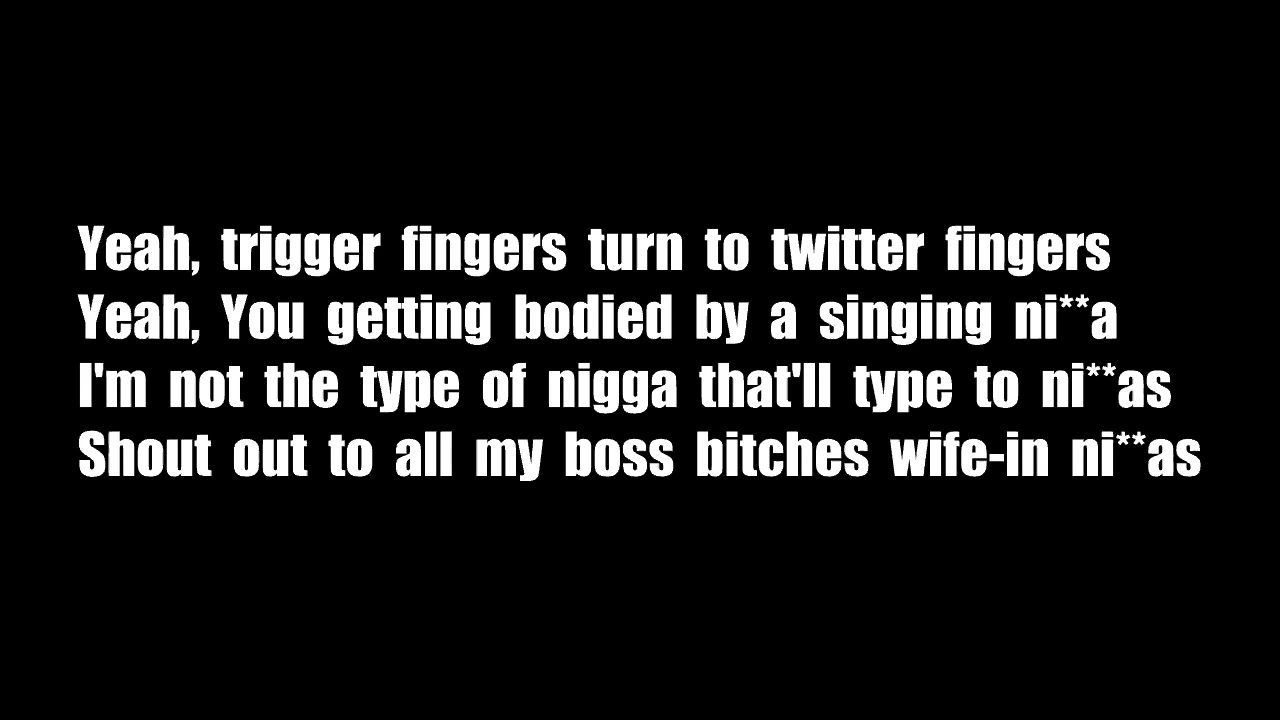 Yeah, trigger fingers turn to twitter fingers
Yeah, You getting bodied by a singing ni**a
I'm not the type of nigga that'll type to ni**as
Shout out to all my boss bitches wife-in ni**as